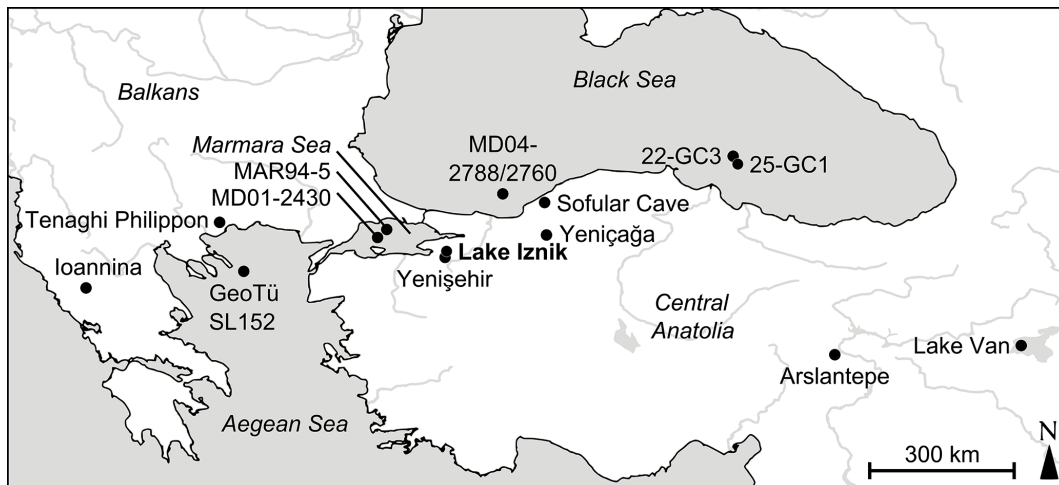 Balkans
Black Sea
Marmara Sea
MAR94-5
MD01-2430
MD04-
2788/2760
22-GC3
25-GC1
Tenaghi Philippon
Sofular Cave
Yeniçağa
Lake Iznik
Yenişehir
Ioannina
GeoTü
SL152
Central
Anatolia
Lake Van
Arslantepe
Aegean Sea
N
300 km